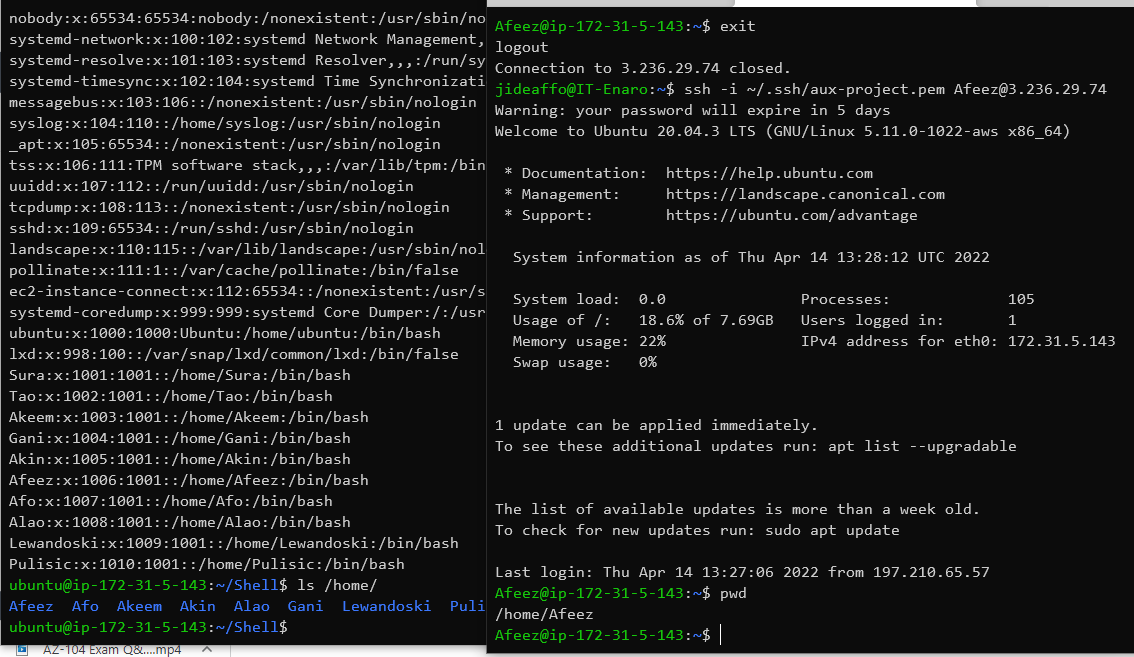 nobody:x:65534:65534:nobody:/nonexistent:/usr/sbin/no
systemd-network:x:100:102:systemd Network Management,
systemd-resolve:x:101:103:systemd Resolver,,,:/run/sy
systemd-timesync:x:102:104:systemd Time Synchronizati
messagebus:x:103:106::/nonexistent:/usr/sbin/nologin
syslog:x:104:110::/home/syslog:/usr/sbin/nologin
_apt:x:105:65534::/nonexistent:/usr/sbin/nologin
tss:x:106:111:TPM software stack,,,:/var/lib/tpm:/bin
uuidd:x:107:112::/run/uuidd:/usr/sbin/nologin
tcpdump:x:108:113::/nonexistent:/usr/sbin/nologin
sshd:x:109:65534::/run/sshd:/usr/sbin/nologin
landscape:x:110:115::/var/lib/landscape:/usr/sbin/nol
pollinate:x:111:1::/var/cache/pollinate:/bin/false
ec2-instance-connect:x:112:65534::/nonexistent:/usr/s
systemd-coredump:x:999:999:systemd Core Dumper:/:/usr
ubuntu:x:1000:1000:Ubuntu:/home/ubuntu:/bin/bash
lxd:x:998:100::/var/snap/lxd/common/lxd:/bin/false
Sura:x:1001:1001::/home/Sura:/bin/bash
Tao:x:1002:1001::/home/Tao:/bin/bash
Akeem:x:1003:1001::/home/Akeem:/bin/bash
Gani:x:1004:1001::/home/Gani:/bin/bash
Akin:x:1005:1001::/home/Akin:/bin/bash
Afeez:x:1006:1001::/home/Afeez:/bin/bash
Afo:x:1007:1001::/home/Afo:/bin/bash
Alao:x:1008:1001::/home/Alao:/bin/bash
Lewandoski:x:1009:1001::/home/Lewandoski:/bin/bash
Pulisic:x:1010:1001::/home/Pulisic:/bin/bash
ubuntu@ip-172-31-5-143:~/Shell$ ls /home/
Afeez  Afo  Akeem  Akin  Alao  Gani  Lewandoski  Puli
ubuntu@ip-172-31-5-143:~/Shell$
AZ-104 Exam Q&....mp4
Afeez@ip-172-31-5-143:~$ exit
logout
Connection to 3.236.29.74 closed.
jideaffo@IT-Enaro:~$ ssh -i ~/.ssh/aux-project.pem Afeez@3.236.29.74
Warning: your password will expire in 5 days
Welcome to Ubuntu 20.04.3 LTS (GNU/Linux 5.11.0-1022-aws x86_64)
* Documentation:  https://help.ubuntu.com
* Management:     https://landscape.canonical.com
* Support:        https://ubuntu.com/advantage
System information as of Thu Apr 14 13:28:12 UTC 2022
System load:  0.0               Processes:             105
Usage of /:   18.6% of 7.69GB   Users logged in:       1
Memory usage: 22%               IPv4 address for eth0: 172.31.5.143
Swap usage:   0%
1 update can be applied immediately.
To see these additional updates run: apt list --upgradable
The list of available updates is more than a week old.
To check for new updates run: sudo apt update
Last login: Thu Apr 14 13:27:06 2022 from 197.210.65.57
Afeez@ip-172-31-5-143:~$ pwd
/home/Afeez
Afeez@ip-172-31-5-143:~$